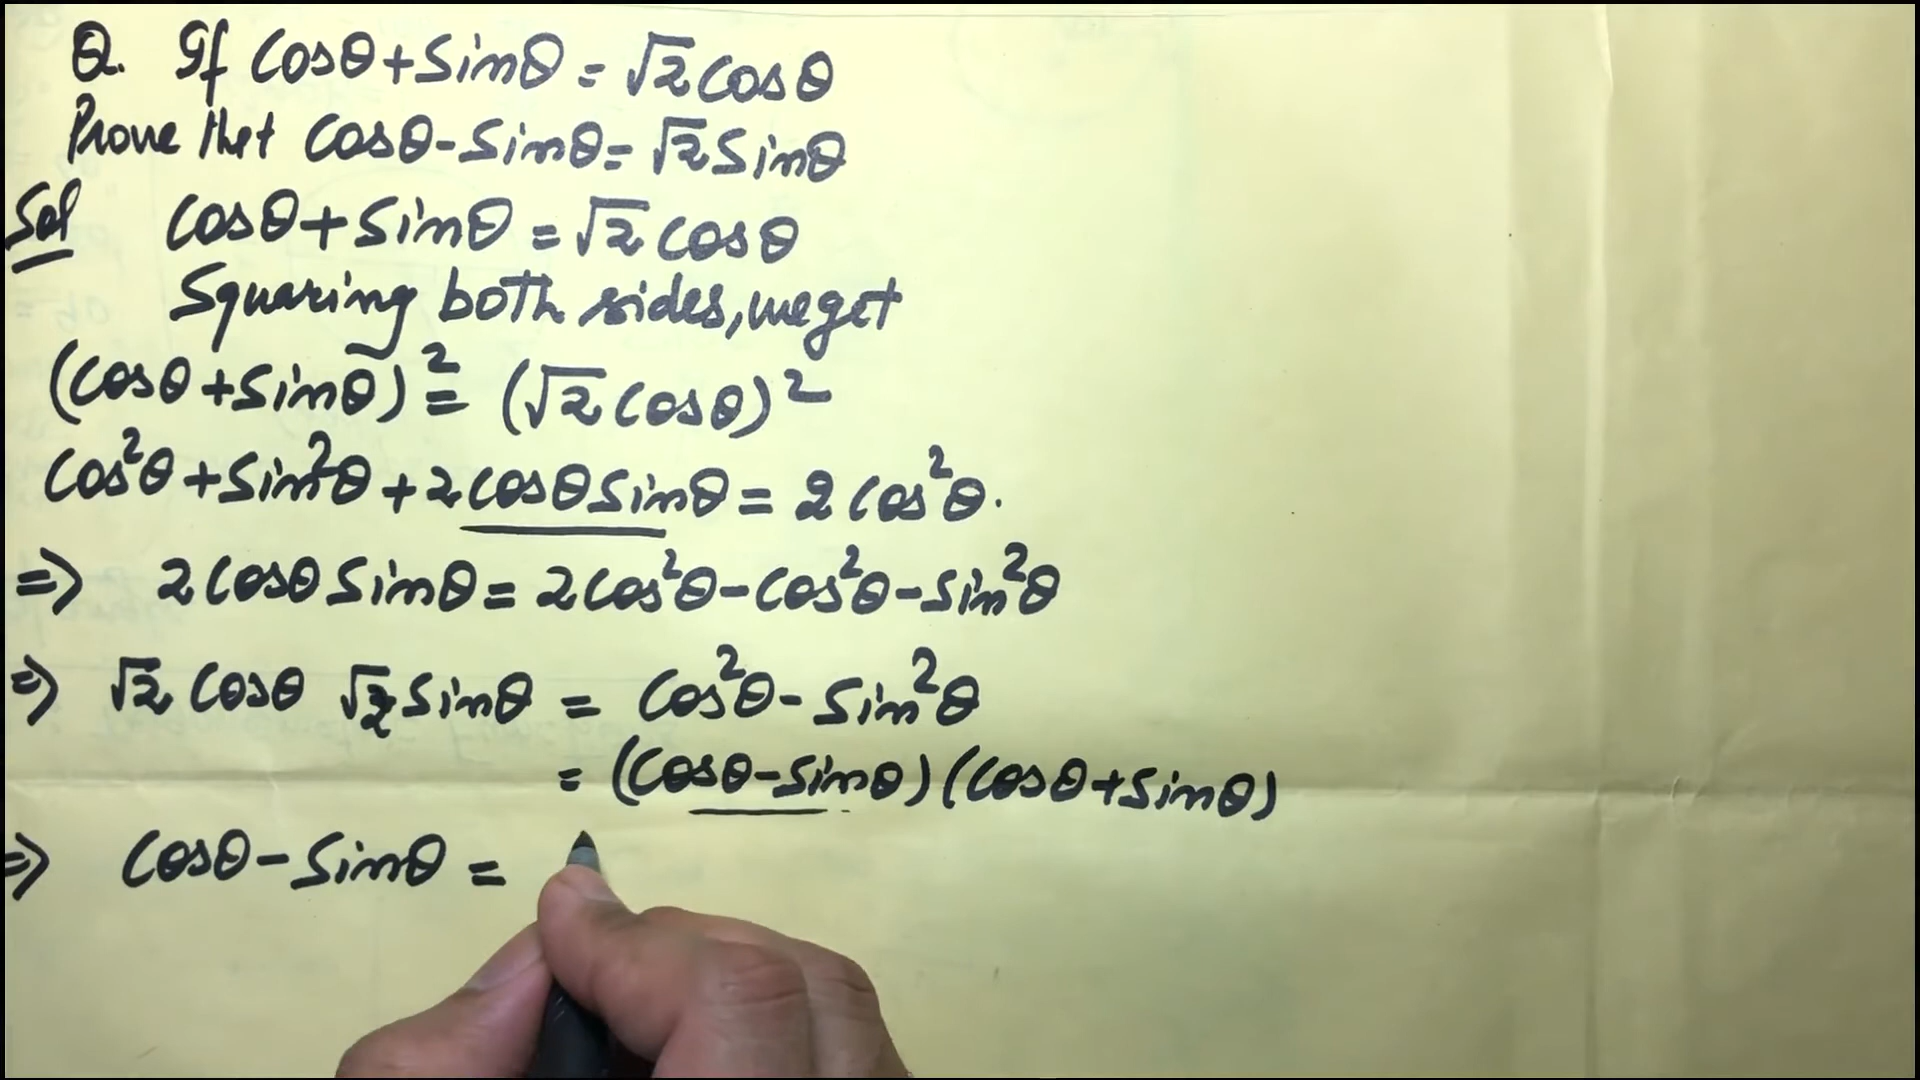 Q. If cosθ+sinθ = √2 cosθ
Prove that cosθ-sinθ= √2 sinθ
Sol cosθ+sinθ = √2 cosθ
Squaring both sides, we get
(cosθ+sinθ)² = (√2 cosθ)²
cos²θ+sin²θ+2cosθsinθ = 2cos²θ.
=> 2cosθ sinθ = 2cos²θ-cos²θ-sin²θ
=> √2 cosθ √2 sinθ = cos²θ-sin²θ
= (cosθ-sinθ)(cosθ+sinθ)
=> cosθ-sinθ =